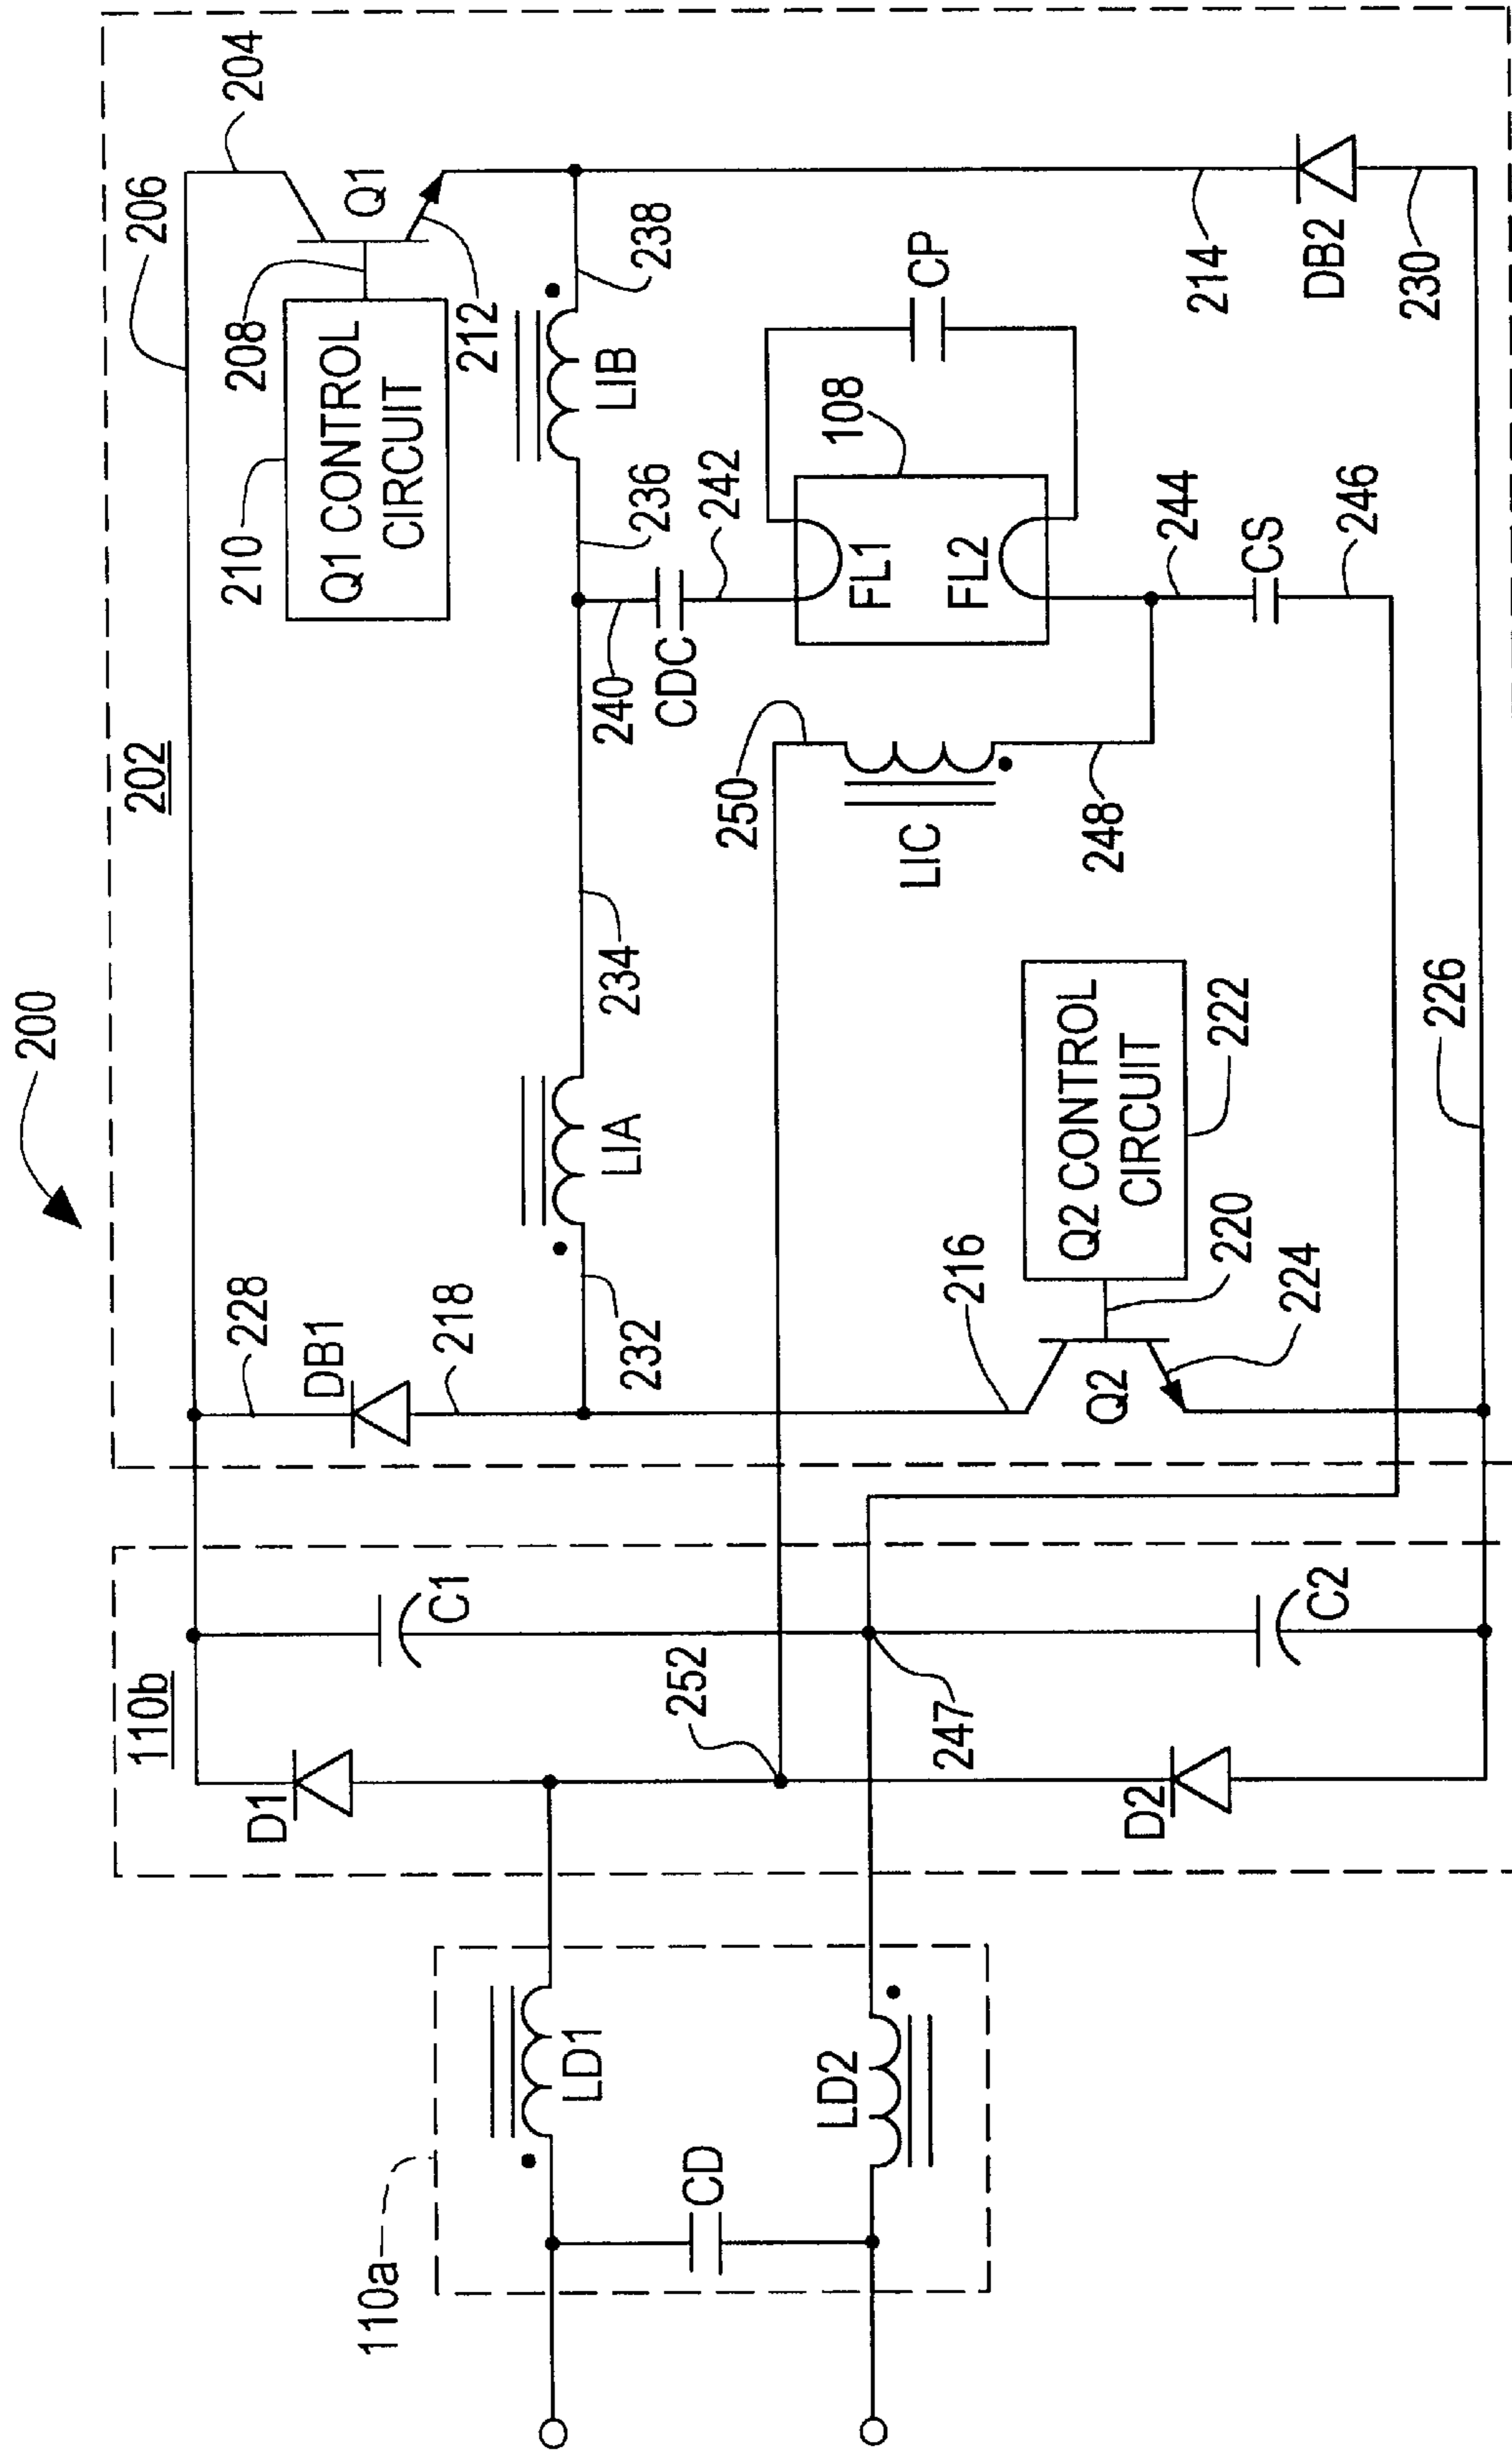 200
202
206
204
Q1
208
210
Q1 CONTROL
CIRCUIT
212
228
DB1
218
232
LIA
234
236
LIB
238
240
CDC
242
108
FL1
FL2
CP
214
DB2
230
250
LIC
248
244
CS
246
216
Q2 CONTROL
CIRCUIT
222
220
Q2
224
226
110b
D1
C1
252
247
D2
C2
110a
LD1
CD
LD2